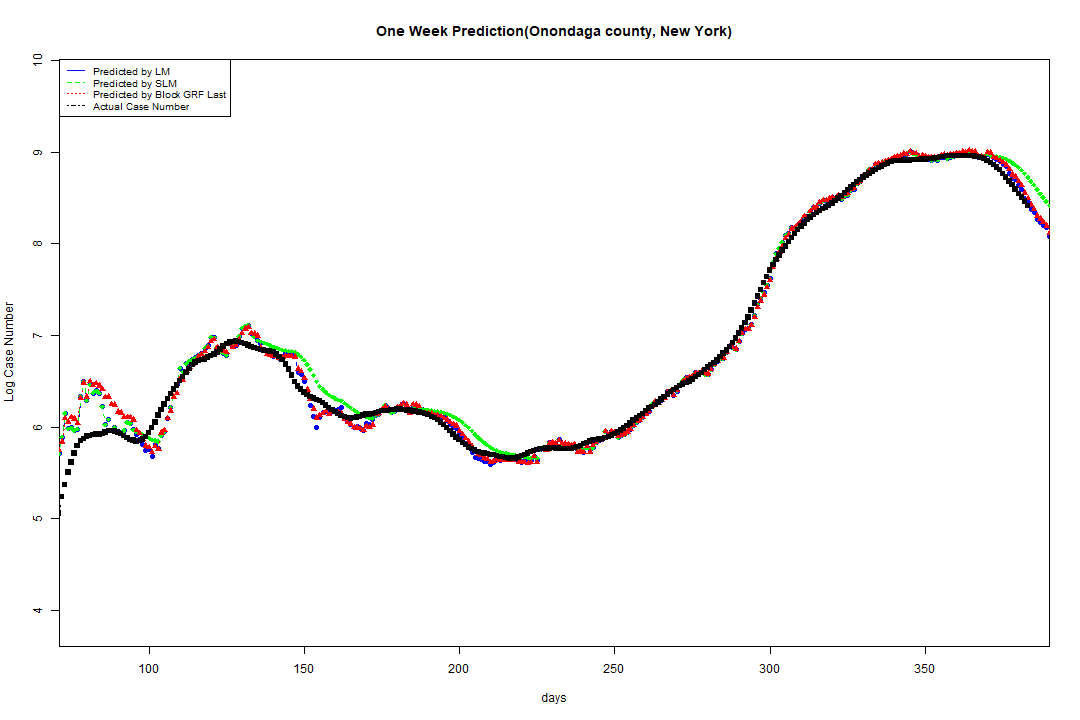 One Week Prediction(Onondaga county, New York)
Predicted by LM
Predicted by SLM
Predicted by Block GRF Last
Actual Case Number
10
9
8
7
6
5
4
Log Case Number
100 150 200 250 300 350
days